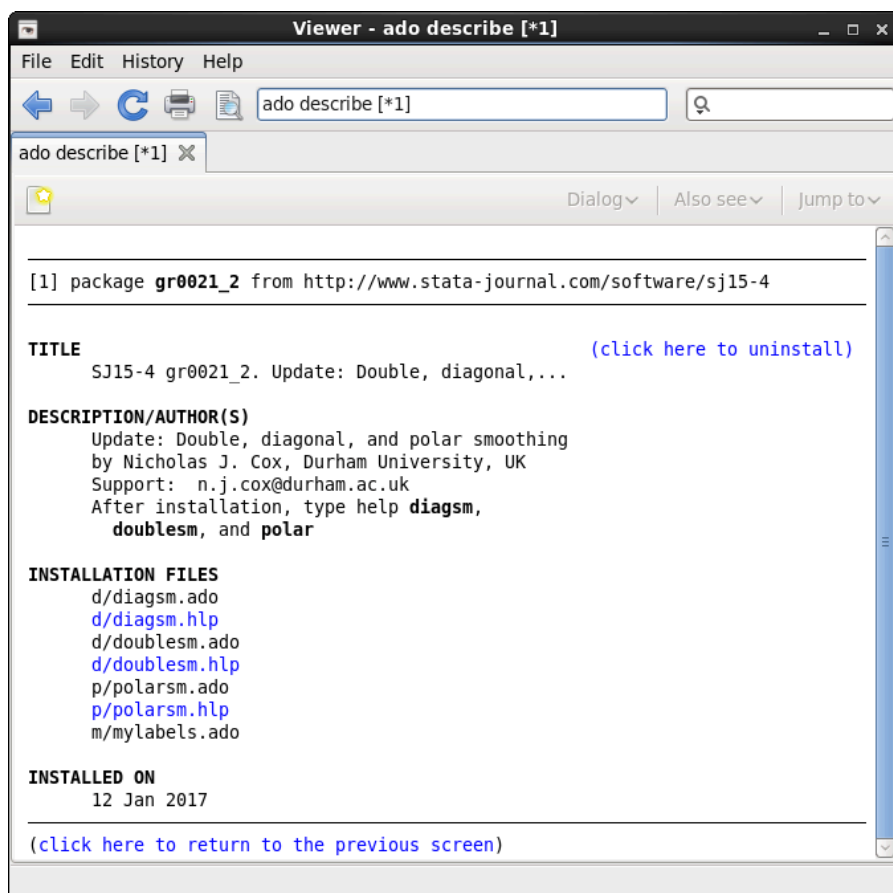 Viewer - ado describe [*1]
File Edit History Help
ado describe [*1]
ado describe [*1]
Dialog Also see Jump to
[1] package gr0021_2 from http://www.stata-journal.com/software/sj15-4
TITLE (click here to uninstall)
SJ15-4 gr0021_2. Update: Double, diagonal,...
DESCRIPTION/AUTHOR(S)
Update: Double, diagonal, and polar smoothing
by Nicholas J. Cox, Durham University, UK
Support: n.j.cox@durham.ac.uk
After installation, type help diagsm,
doublesm, and polar
INSTALLATION FILES
d/diagsm.ado
d/diagsm.hlp
d/doublesm.ado
d/doublesm.hlp
p/polarsm.ado
p/polarsm.hlp
m/mylabels.ado
INSTALLED ON
12 Jan 2017
(click here to return to the previous screen)